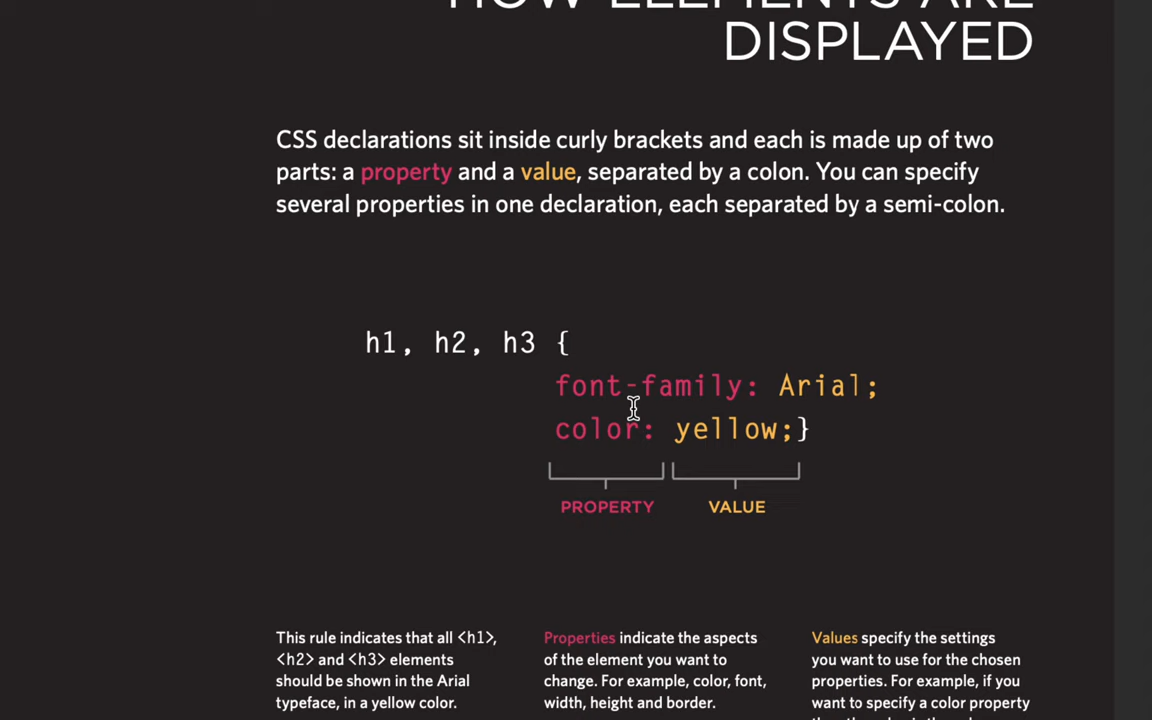 HOW ELEMENTS ARE
DISPLAYED
CSS declarations sit inside curly brackets and each is made up of two
parts: a property and a value, separated by a colon. You can specify
several properties in one declaration, each separated by a semi-colon.
h1, h2, h3 {
font-family: Arial;
color: yellow;}
PROPERTY VALUE
This rule indicates that all <h1>,
<h2> and <h3> elements
should be shown in the Arial
typeface, in a yellow color.
Properties indicate the aspects
of the element you want to
change. For example, color, font,
width, height and border.
Values specify the settings
you want to use for the chosen
properties. For example, if you
want to specify a color property